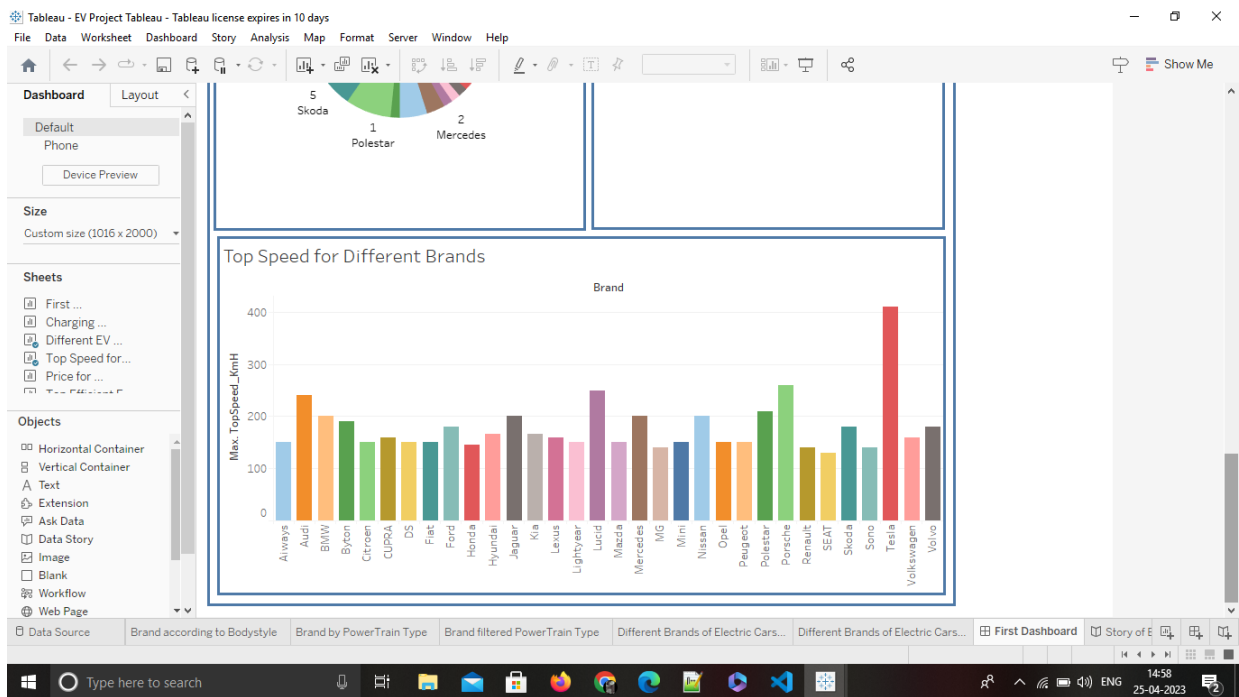 Tableau - EV Project Tableau - Tableau license expires in 10 days
File Data Worksheet Dashboard Story Analysis Map Format Server Window Help
Show Me
Dashboard Layout
Default
Phone
Device Preview
Size
Custom size (1016 x 2000)
Sheets
First ...
Charging ...
Different EV ...
Top Speed for...
Price for ...
Objects
Horizontal Container
Vertical Container
Text
Extension
Ask Data
Data Story
Image
Blank
Workflow
Web Page
5
Skoda
1
Polestar
2
Mercedes
Top Speed for Different Brands
Brand
Max. TopSpeed_KmH
400
300
200
100
0
Aiways
Audi
BMW
Byton
Citroen
CUPRA
DS
Fiat
Ford
Honda
Hyundai
Jaguar
Kia
Lexus
Lightyear
Lucid
Mazda
Mercedes
MG
Mini
Nissan
Opel
Peugeot
Polestar
Porsche
Renault
SEAT
Skoda
Sono
Tesla
Volkswagen
Volvo
Data Source Brand according to Bodystyle Brand by PowerTrain Type Brand filtered PowerTrain Type Different Brands of Electric Cars... Different Brands of Electric Cars... First Dashboard Story of E
Type here to search
ENG
14:58
25-04-2023
2